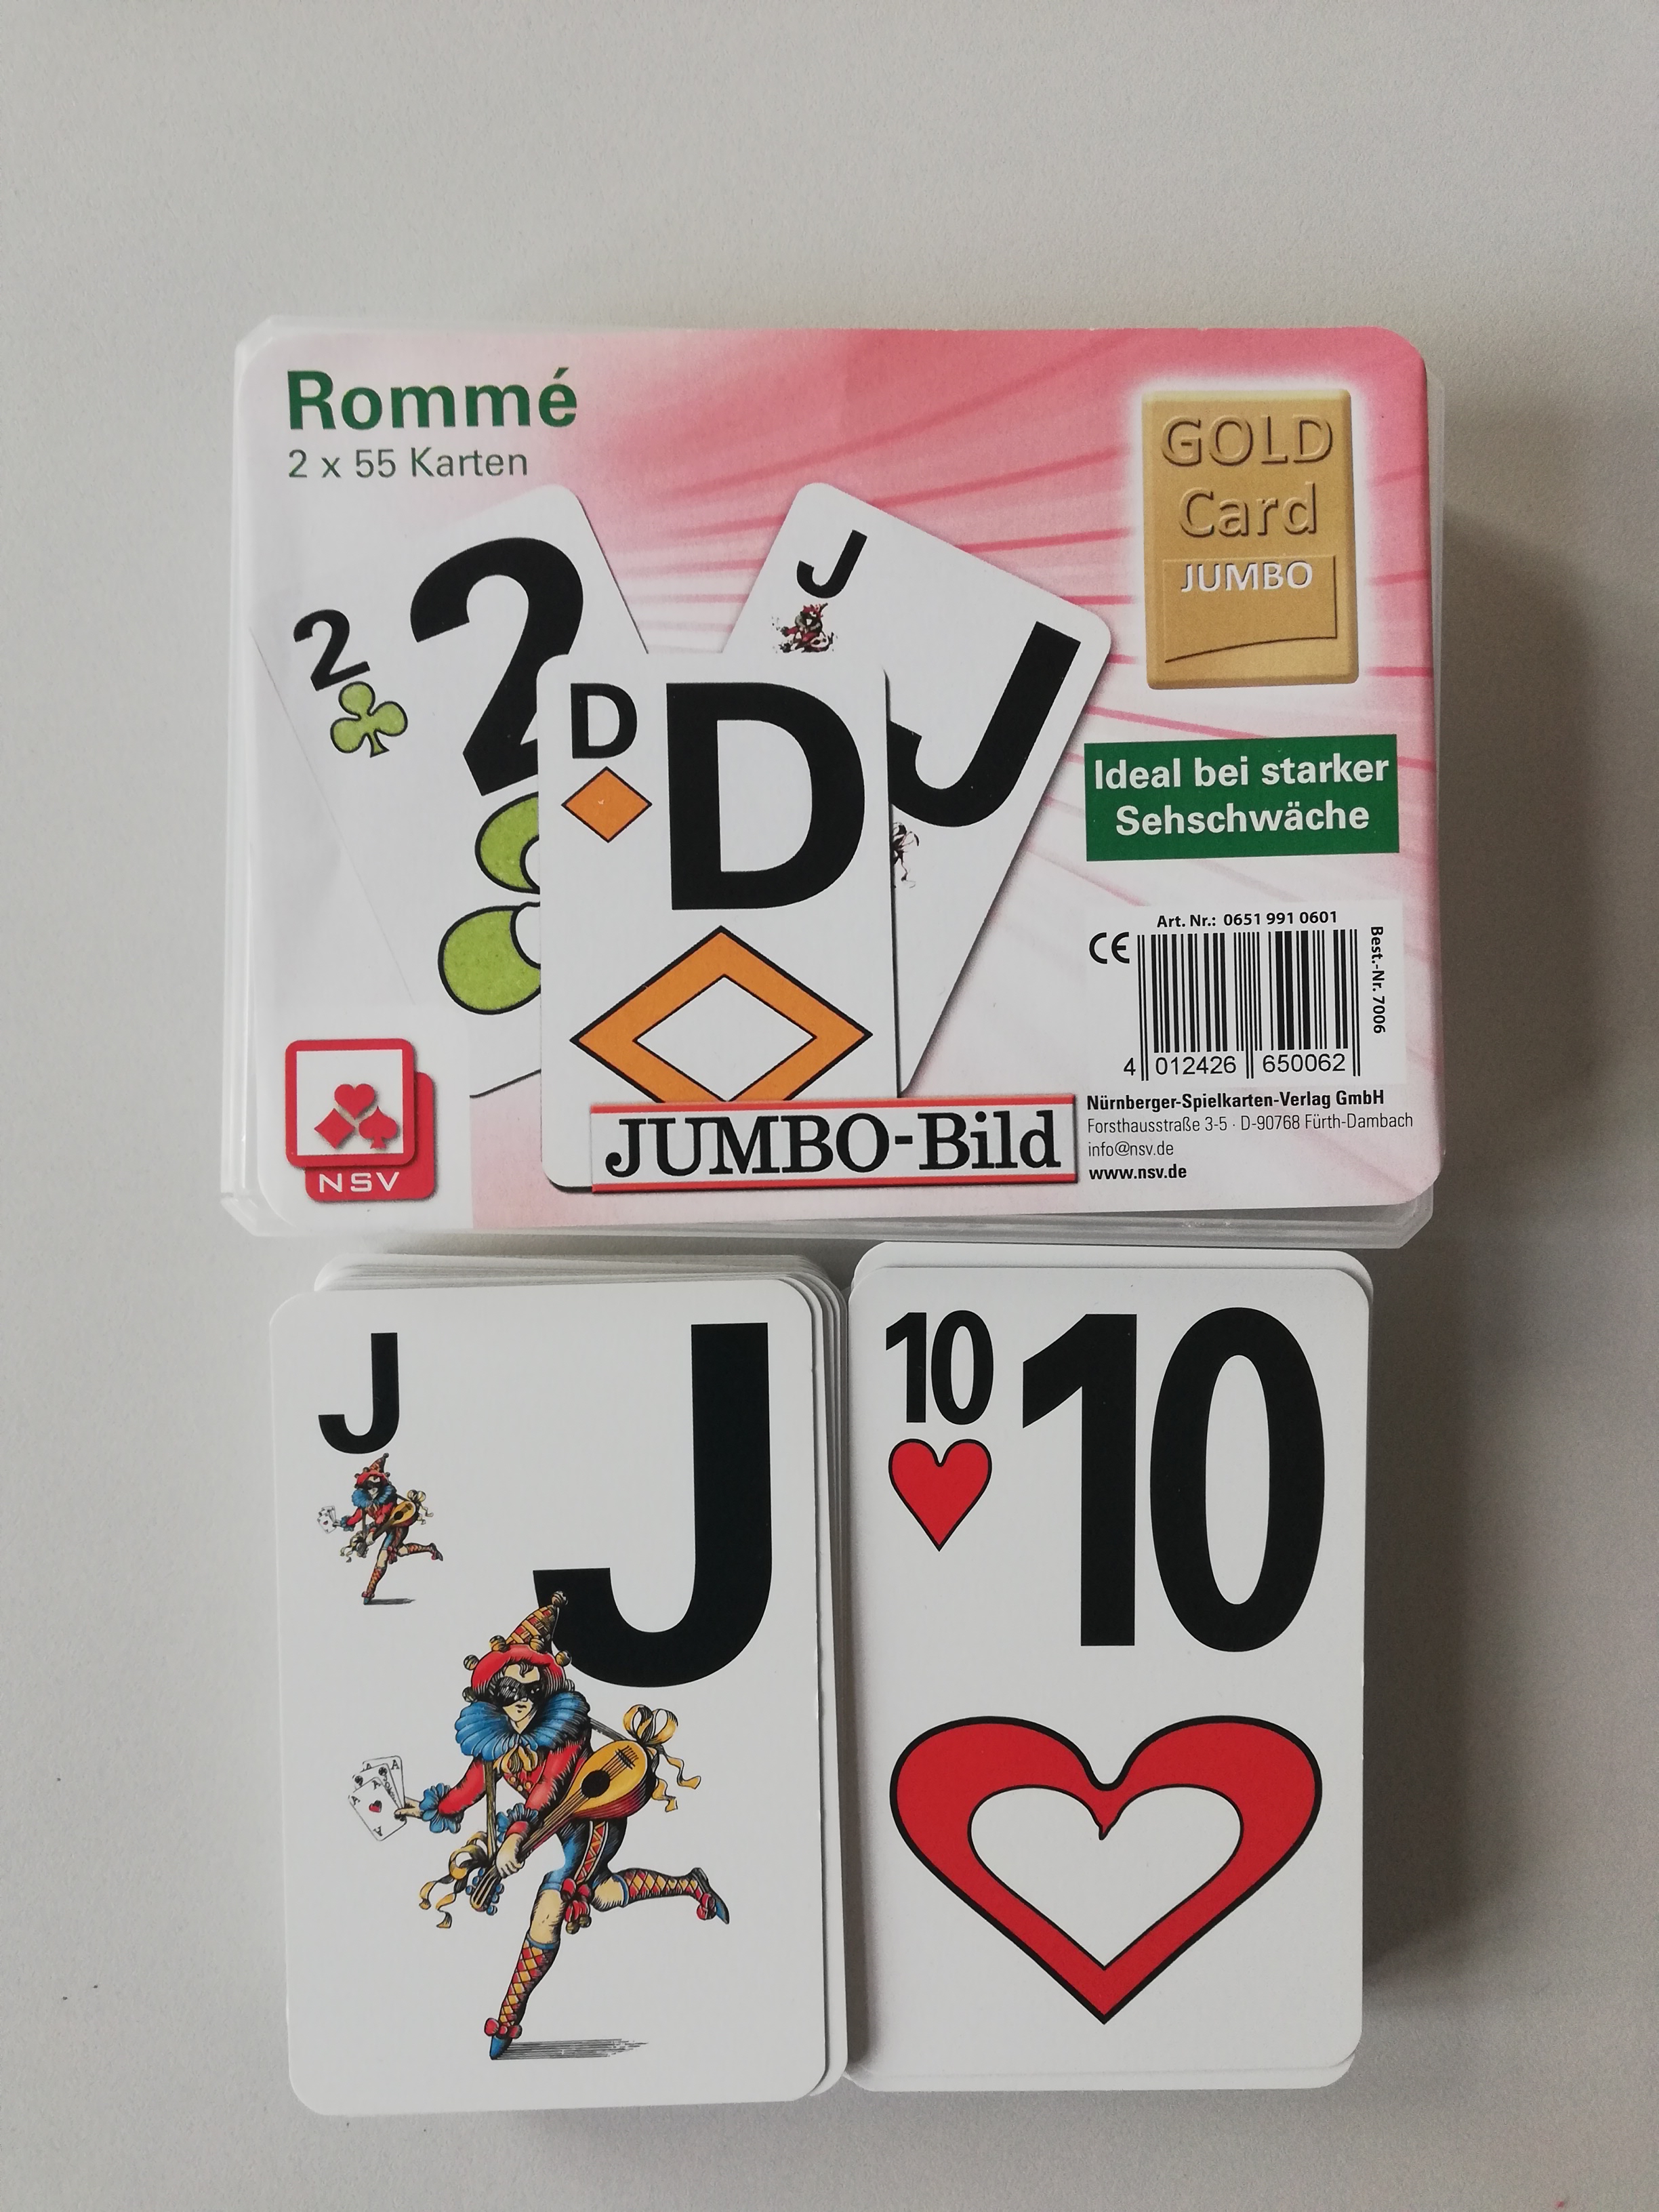 Rommé
2 x 55 Karten
GOLD
Card
JUMBO
2
2
J
J
D
D
Ideal bei starker
Sehschwäche
Art. Nr.: 0651 991 0601
CE
Best.-Nr. 7006
4 012426 650062
NSV
JUMBO-Bild
Nürnberger-Spielkarten-Verlag GmbH
Forsthausstraße 3-5 · D-90768 Fürth-Dambach
info@nsv.de
www.nsv.de
J
J
10
10
A
A
A
A
A